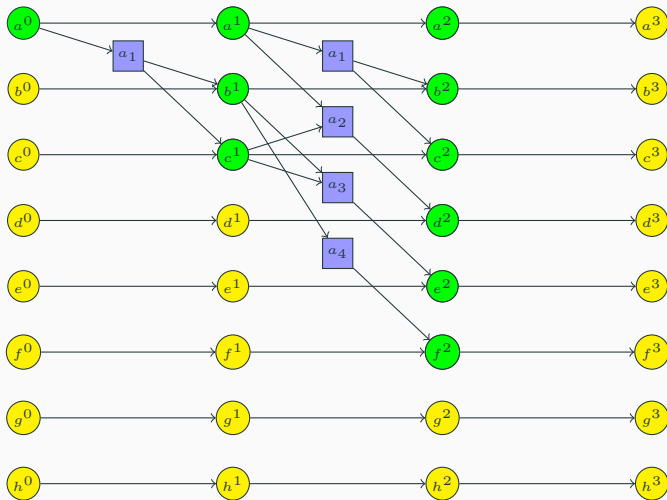 a⁰ a¹ a² a³
a₁ a₁
b⁰ b¹ b² b³
a₂
c⁰ c¹ c² c³
a₃
d⁰ d¹ d² d³
a₄
e⁰ e¹ e² e³
f⁰ f¹ f² f³
g⁰ g¹ g² g³
h⁰ h¹ h² h³